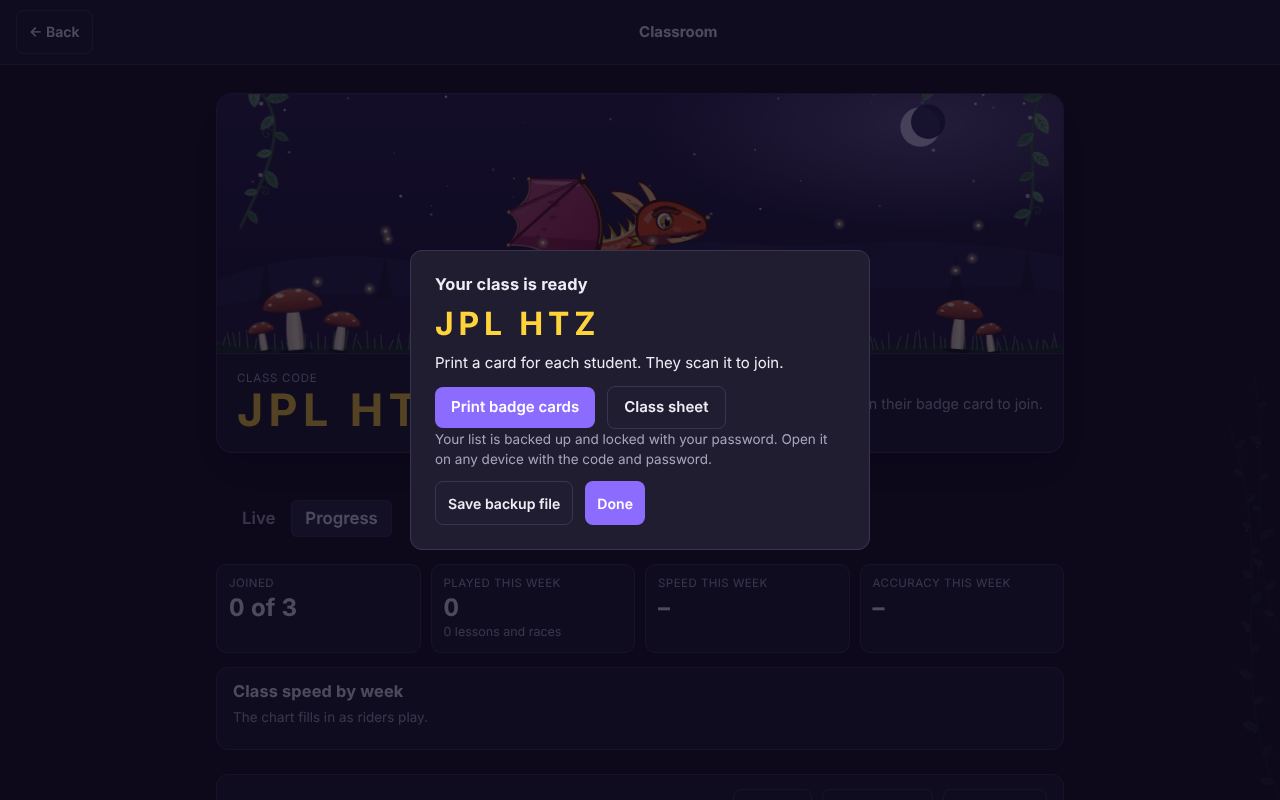 ← Back
Classroom
Your class is ready
JPL HTZ
Print a card for each student. They scan it to join.
Print badge cards
Class sheet
Your list is backed up and locked with your password. Open it
on any device with the code and password.
Save backup file
Done
CLASS CODE
JPL HT
their badge card to join.
Live
Progress
JOINED
0 of 3
PLAYED THIS WEEK
0
0 lessons and races
SPEED THIS WEEK
–
ACCURACY THIS WEEK
–
Class speed by week
The chart fills in as riders play.